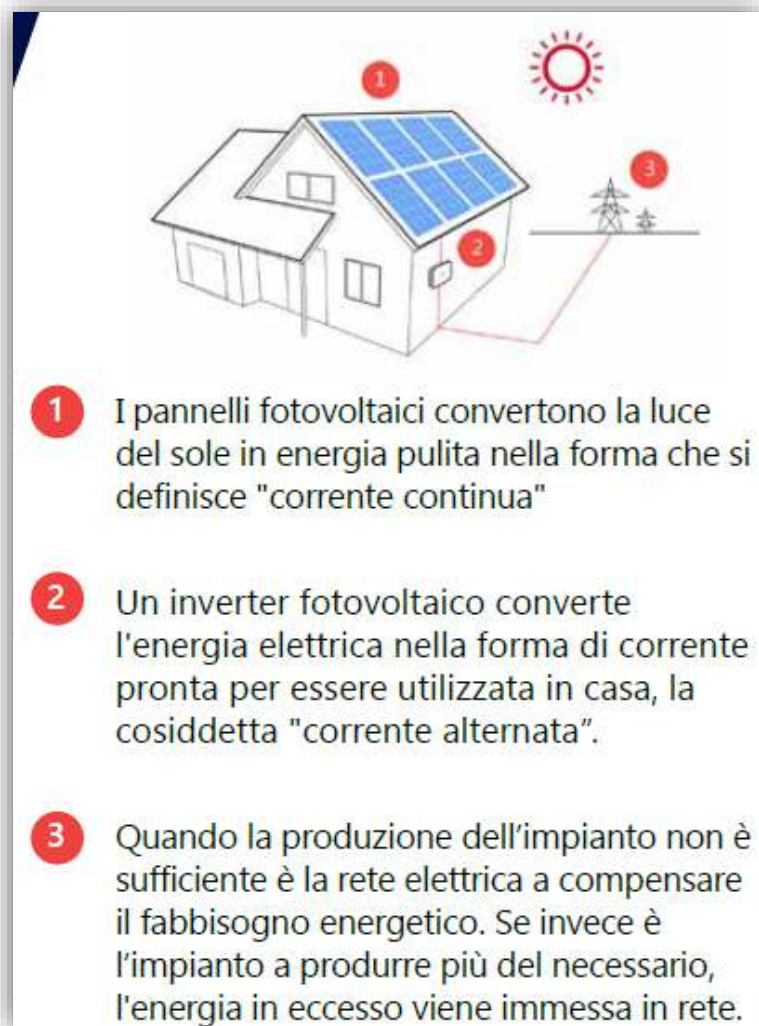 1
2
3
1 I pannelli fotovoltaici convertono la luce
del sole in energia pulita nella forma che si
definisce "corrente continua"
2 Un inverter fotovoltaico converte
l'energia elettrica nella forma di corrente
pronta per essere utilizzata in casa, la
cosiddetta "corrente alternata”.
3 Quando la produzione dell’impianto non è
sufficiente è la rete elettrica a compensare
il fabbisogno energetico. Se invece è
l’impianto a produrre più del necessario,
l'energia in eccesso viene immessa in rete.